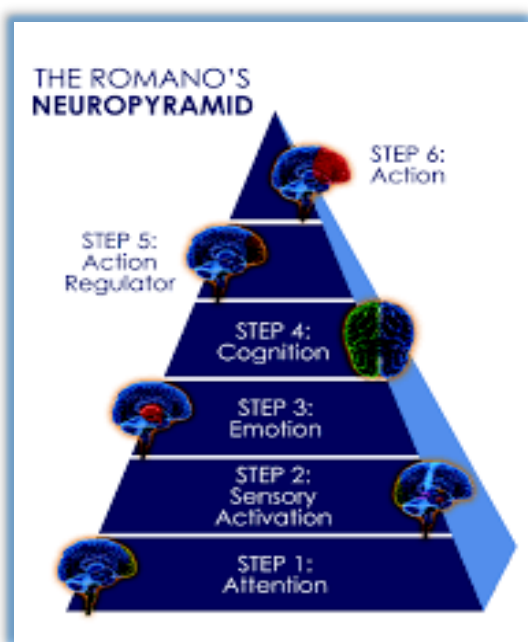 THE ROMANO'S
NEUROPYRAMID
STEP 6:
Action
STEP 5:
Action
Regulator
STEP 4:
Cognition
STEP 3:
Emotion
STEP 2:
Sensory
Activation
STEP 1:
Attention